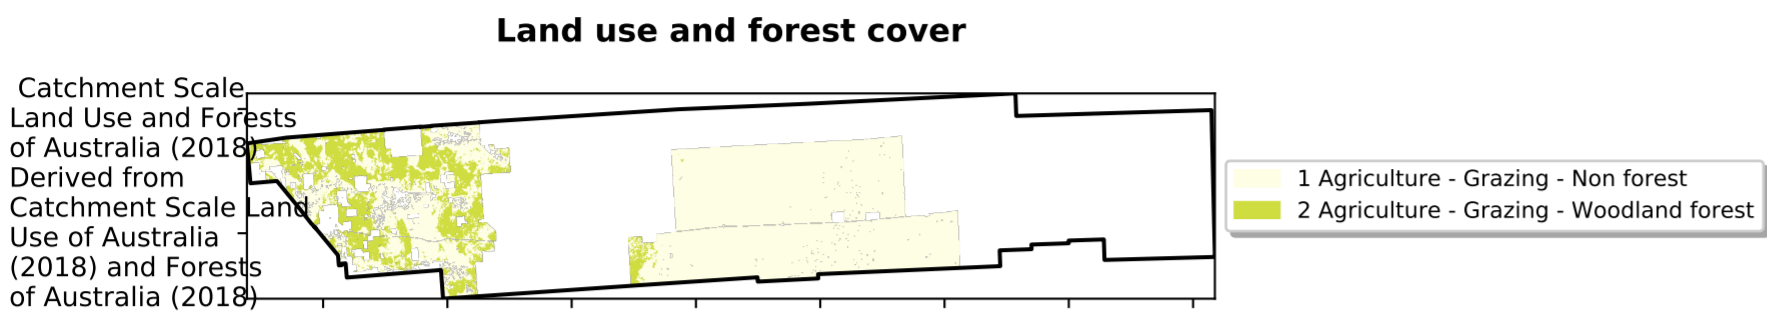 Land use and forest cover
Catchment Scale
Land Use and Forests
of Australia (2018)
Derived from
Catchment Scale Land
Use of Australia
(2018) and Forests
of Australia (2018)
1 Agriculture - Grazing - Non forest
2 Agriculture - Grazing - Woodland forest